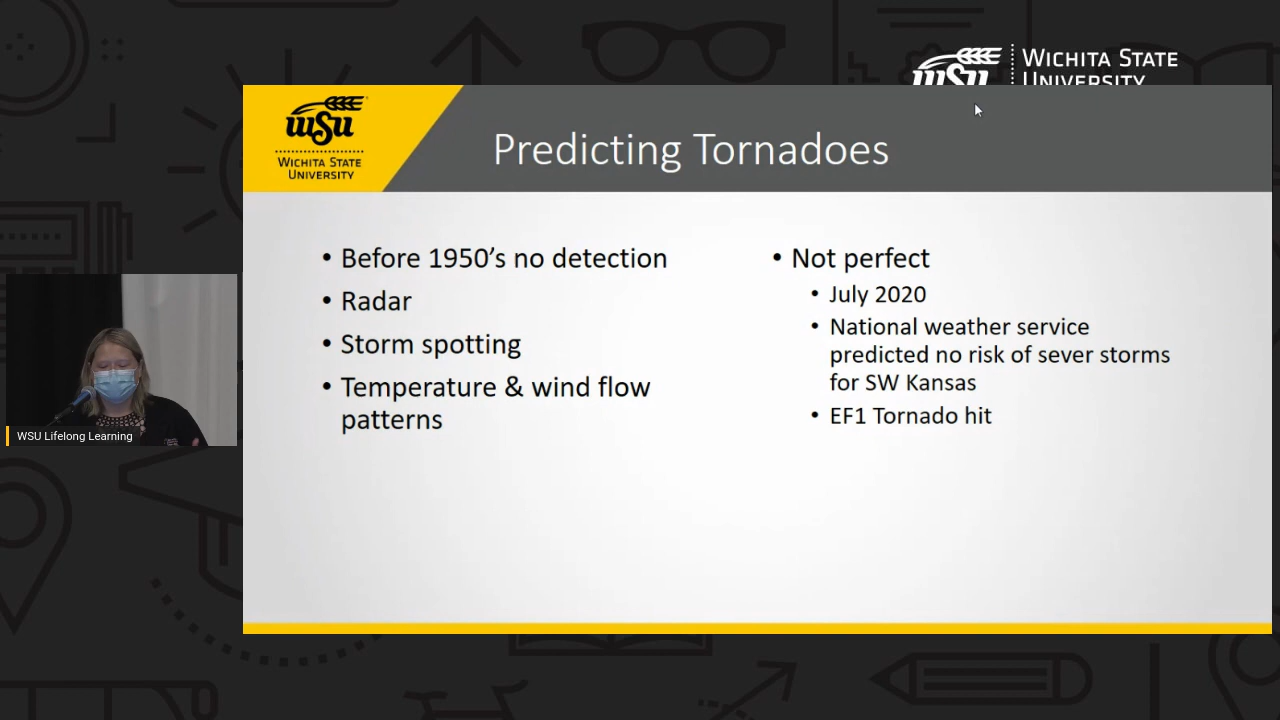 WSU
WICHITA STATE
UNIVERSITY
WSU
WICHITA STATE
UNIVERSITY
Predicting Tornadoes
• Before 1950's no detection
• Radar
• Storm spotting
• Temperature & wind flow
patterns
• Not perfect
• July 2020
• National weather service
predicted no risk of sever storms
for SW Kansas
• EF1 Tornado hit
WSU Lifelong Learning